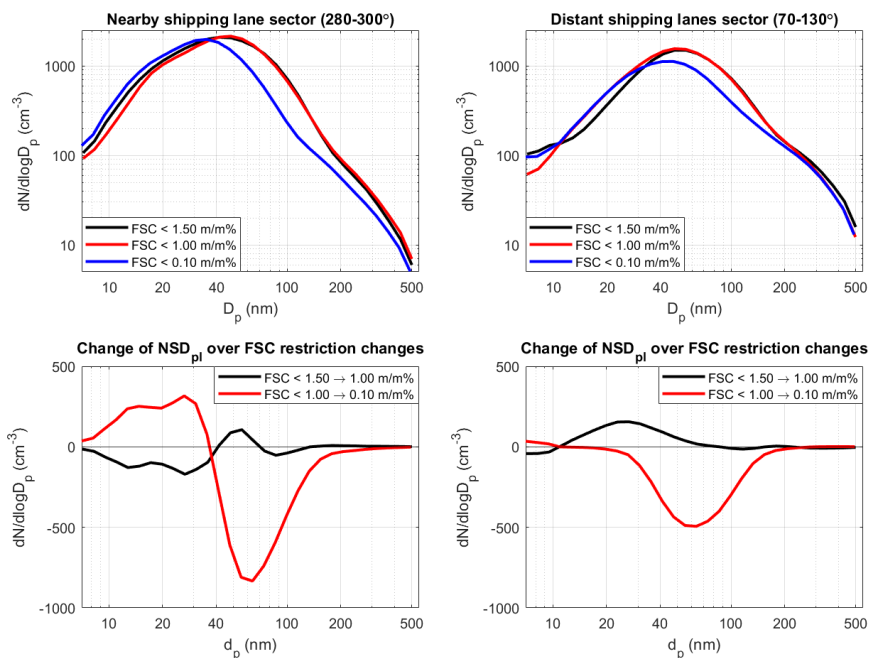 Nearby shipping lane sector (280-300°)
dN/dlogD_p (cm^-3)
1000
100
10
FSC < 1.50 m/m%
FSC < 1.00 m/m%
FSC < 0.10 m/m%
10 20 40 100 200 500
D_p (nm)
Distant shipping lanes sector (70-130°)
dN/dlogD_p (cm^-3)
1000
100
10
FSC < 1.50 m/m%
FSC < 1.00 m/m%
FSC < 0.10 m/m%
10 20 40 100 200 500
D_p (nm)
Change of NSD_pl over FSC restriction changes
dN/dlogD_p (cm^-3)
500
0
-500
-1000
FSC < 1.50 → 1.00 m/m%
FSC < 1.00 → 0.10 m/m%
10 20 40 100 200 500
d_p (nm)
Change of NSD_pl over FSC restriction changes
dN/dlogD_p (cm^-3)
500
0
-500
-1000
FSC < 1.50 → 1.00 m/m%
FSC < 1.00 → 0.10 m/m%
10 20 40 100 200 500
d_p (nm)